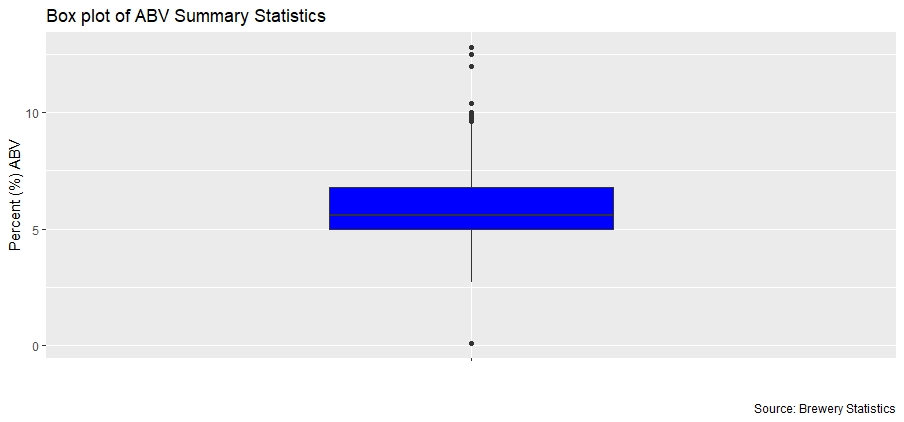 Box plot of ABV Summary Statistics
Percent (%) ABV
10
5
0
Source: Brewery Statistics